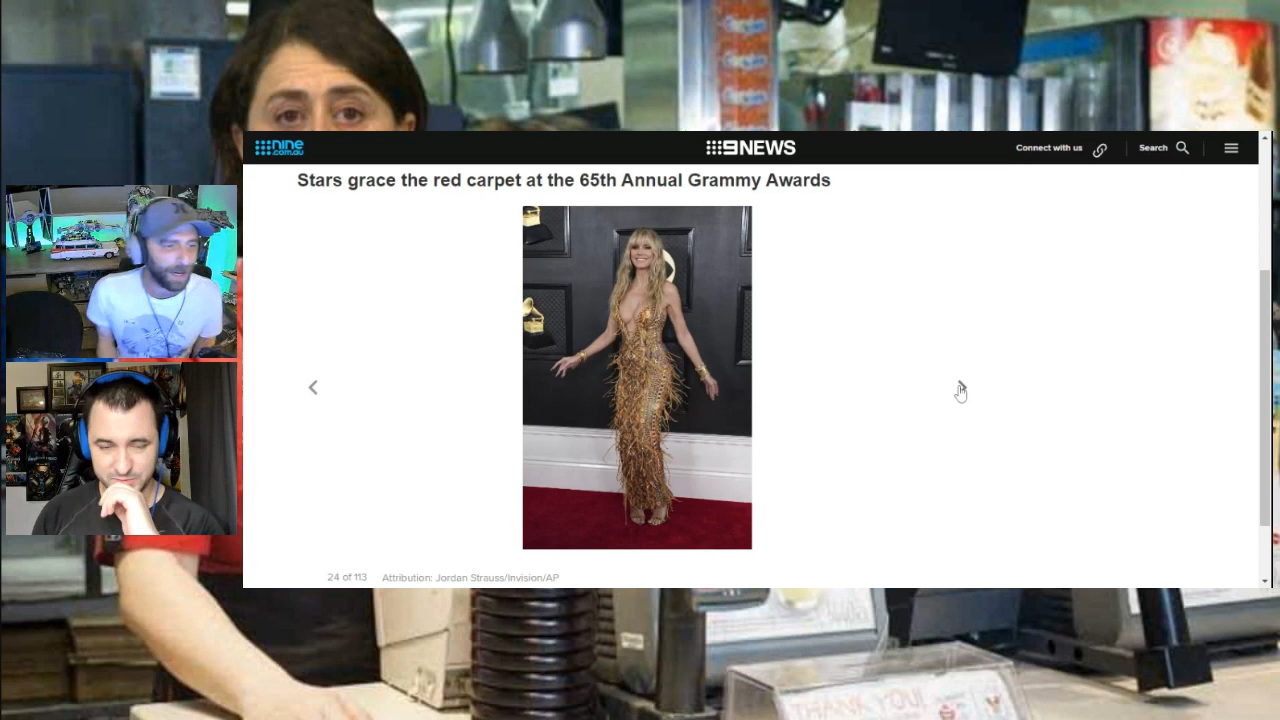 nine
.com.au
9NEWS
Connect with us
Search
Stars grace the red carpet at the 65th Annual Grammy Awards
24 of 113
Attribution: Jordan Strauss/Invision/AP
THANK YOU!